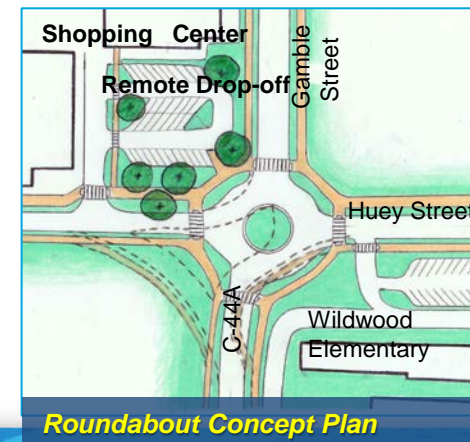 Shopping Center
Remote Drop-off
Gamble
Street
Huey Street
C-44A
Wildwood
Elementary
Roundabout Concept Plan